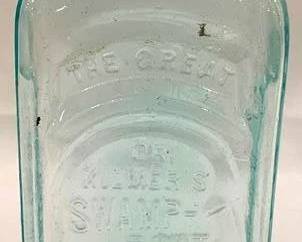 THE GREAT
DR.
KILMER'S
SWAMP-